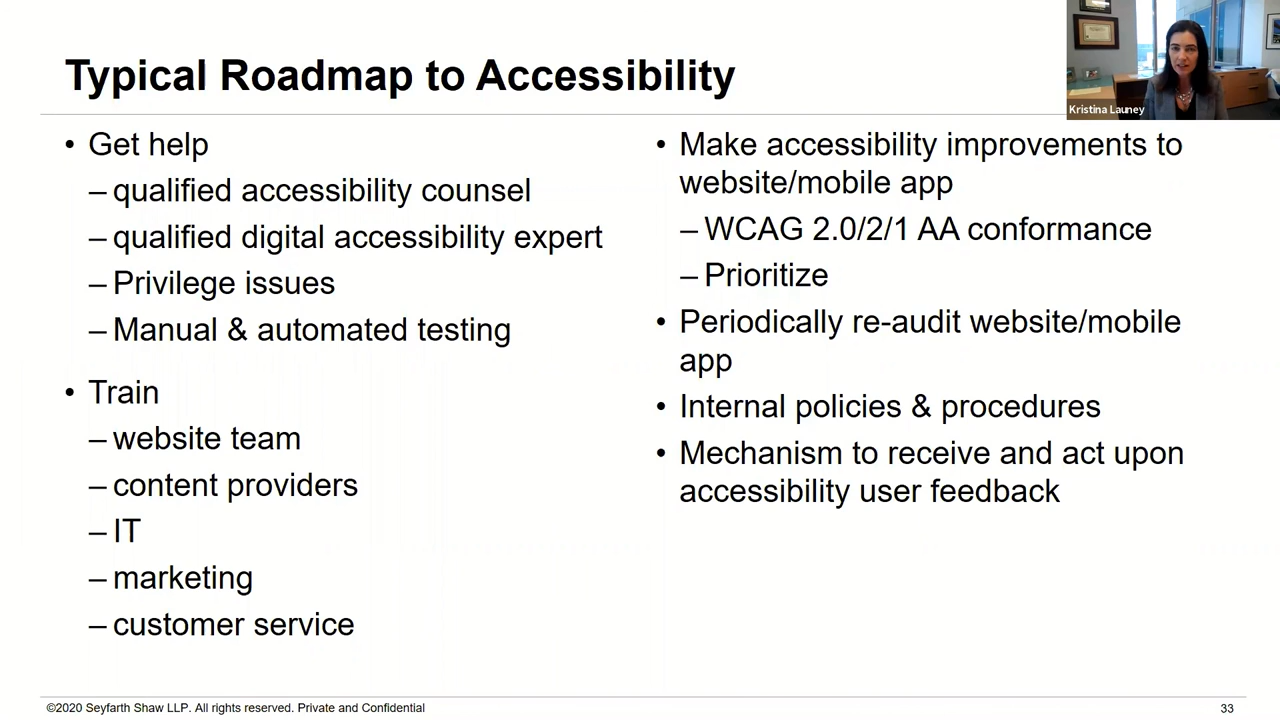 Typical Roadmap to Accessibility
Kristina Launey
• Get help
– qualified accessibility counsel
– qualified digital accessibility expert
– Privilege issues
– Manual & automated testing
• Train
– website team
– content providers
– IT
– marketing
– customer service
• Make accessibility improvements to
website/mobile app
– WCAG 2.0/2/1 AA conformance
– Prioritize
• Periodically re-audit website/mobile
app
• Internal policies & procedures
• Mechanism to receive and act upon
accessibility user feedback
©2020 Seyfarth Shaw LLP. All rights reserved. Private and Confidential
33